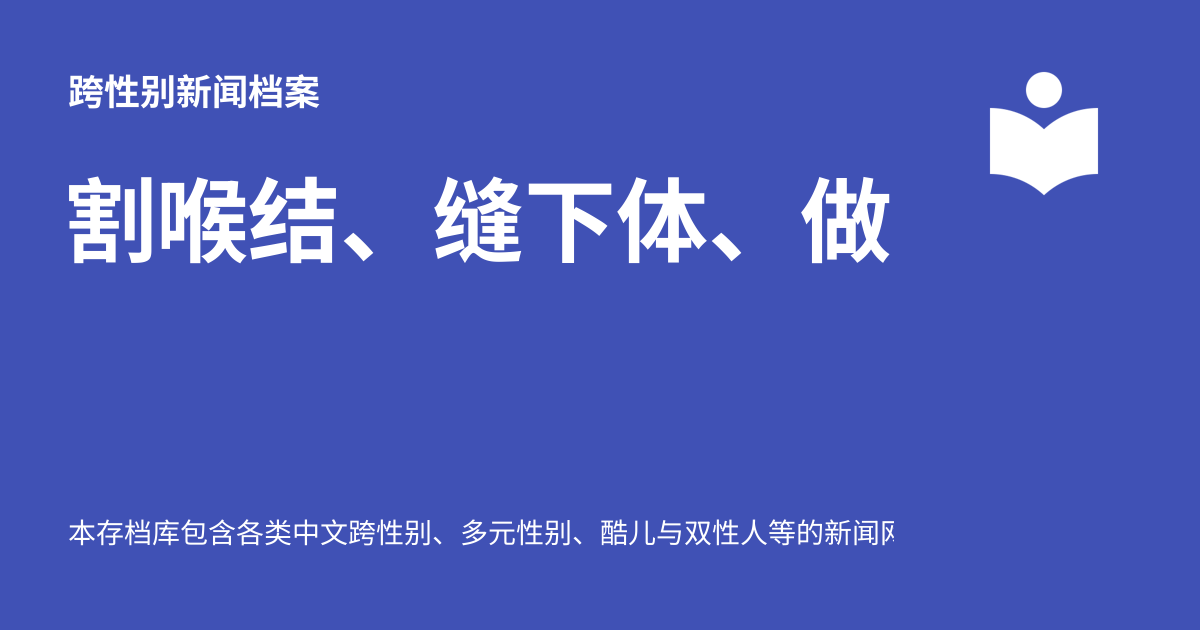 跨性别新闻档案
割喉结、缝下体、做
本存档库包含各类中文跨性别、多元性别、酷儿与双性人等的新闻